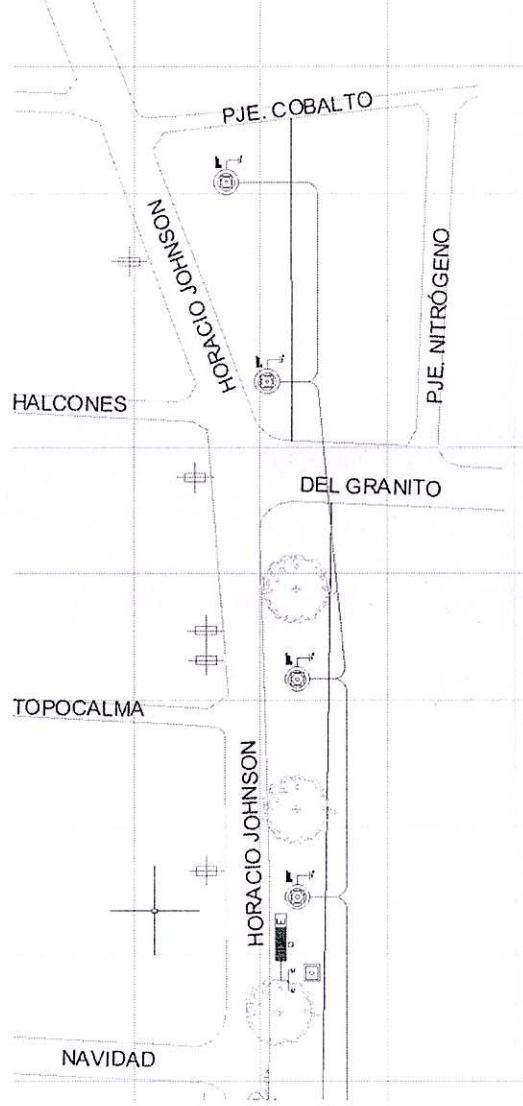 PJE. COBALTO
HORACIO JOHNSON
PJE. NITRÓGENO
HALCONES
DEL GRANITO
TOPOCALMA
HORACIO JOHNSON
NAVIDAD